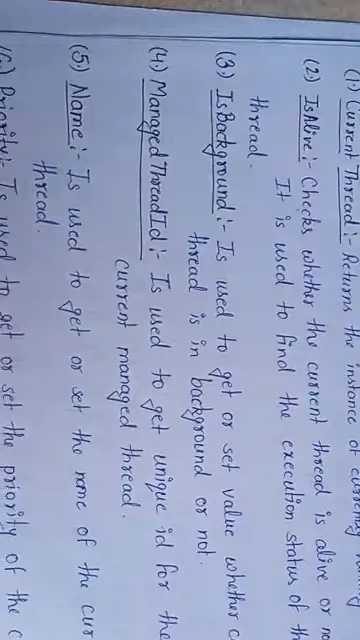 (1.) Current Thread:- Returns the instance of currently
(2.) IsAlive:- Checks whether the current thread is alive or
It is used to find the execution status of
thread.
(3.) IsBackground:- Is used to get or set value whether
thread is in background or not.
(4.) ManagedThreadId:- Is used to get unique id for the
current managed thread.
(5.) Name:- Is used to get or set the name of the
thread.
(6.) Priority:- Is used to get or set the priority of the